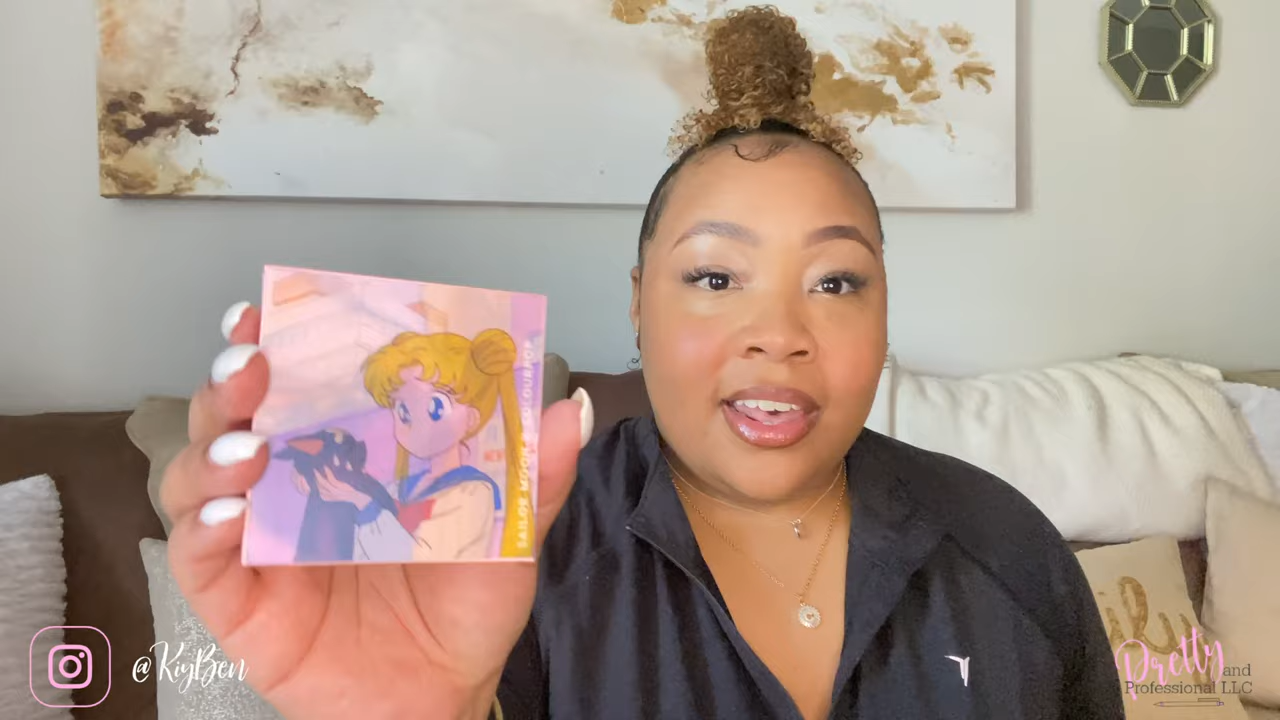 SAILOR MOON X COLOURPOP
@KiyBen
Pretty
and
Professional LLC